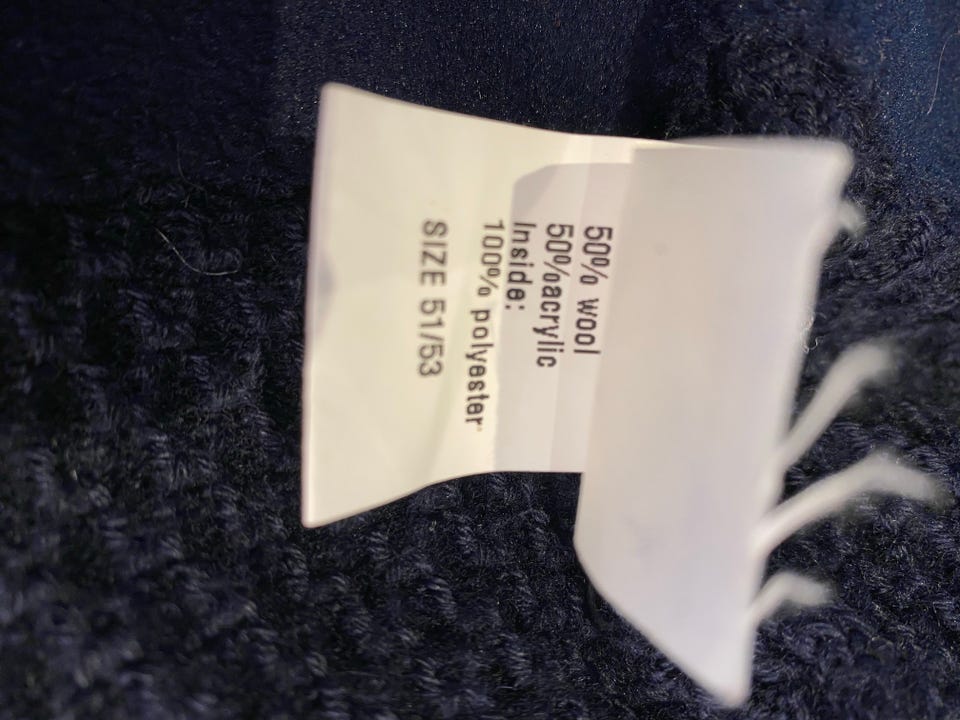 50% wool
50%acrylic
Inside:
100% polyester
SIZE 51/53